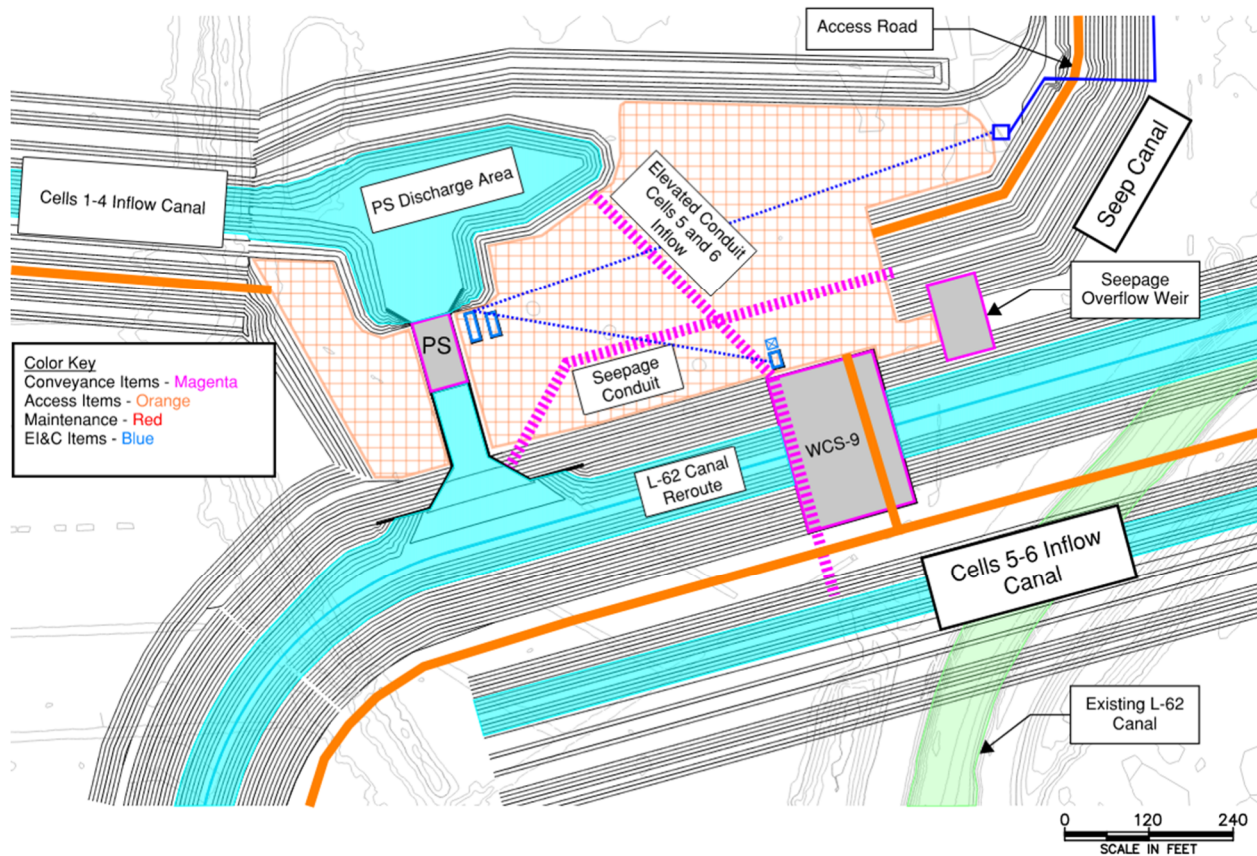 Access Road
Cells 1-4 Inflow Canal
PS Discharge Area
Elevated Conduit
Cells 5 and 6
Inflow
Seep Canal
Seepage
Overflow Weir
PS
Color Key
Conveyance Items - Magenta
Access Items - Orange
Maintenance - Red
EI&C Items - Blue
Seepage
Conduit
WCS-9
L-62 Canal
Reroute
Cells 5-6 Inflow
Canal
Existing L-62
Canal
0 120 240
SCALE IN FEET